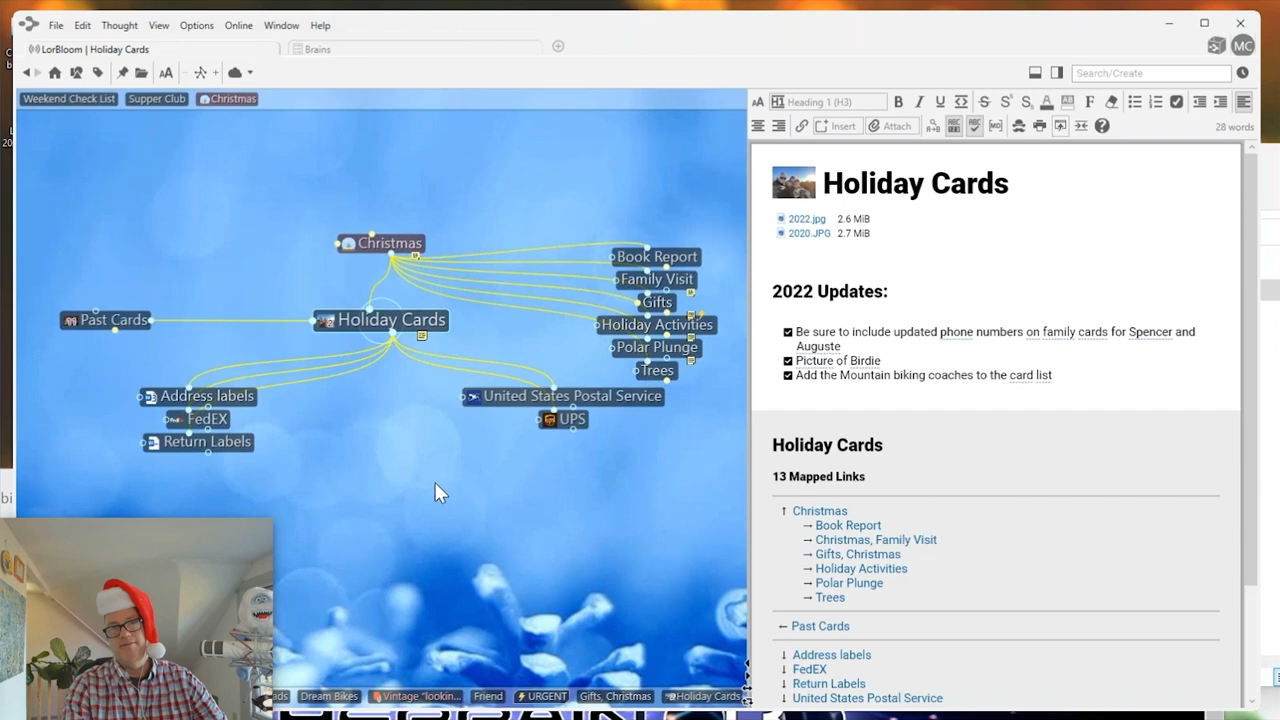 File Edit Thought View Options Online Window Help
LorBloom | Holiday Cards
Brains
MC
Search/Create
Weekend Check List
Supper Club
Christmas
Heading 1 (H3)
Insert
Attach
28 words
Christmas
Past Cards
Holiday Cards
Book Report
Family Visit
Gifts
Holiday Activities
Polar Plunge
Trees
Address labels
FedEX
Return Labels
United States Postal Service
UPS
Holiday Cards
2022.jpg 2.6 MiB
2020.JPG 2.7 MiB
2022 Updates:
Be sure to include updated phone numbers on family cards for Spencer and
Auguste
Picture of Birdie
Add the Mountain biking coaches to the card list
Holiday Cards
13 Mapped Links
↑ Christmas
→ Book Report
→ Christmas, Family Visit
→ Gifts, Christmas
→ Holiday Activities
→ Polar Plunge
→ Trees
← Past Cards
↓ Address labels
↓ FedEX
↓ Return Labels
↓ United States Postal Service
Dream Bikes
Vintage "lookin...
Friend
URGENT
Gifts, Christmas
Holiday Cards